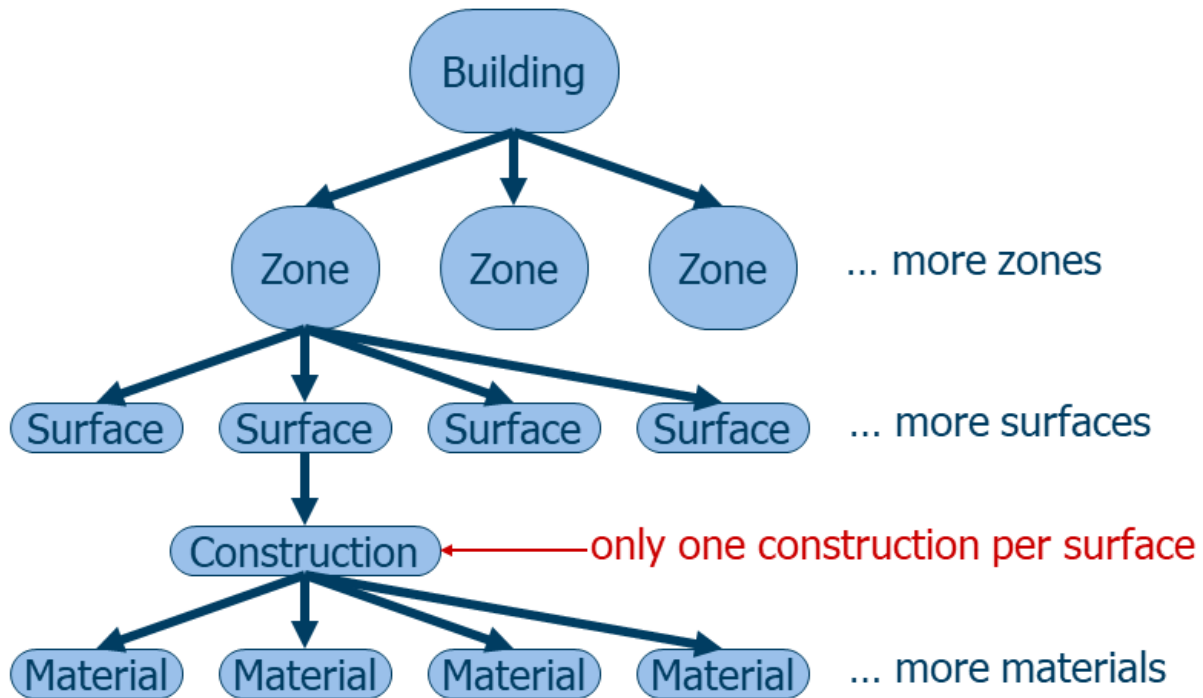 Building
Zone Zone Zone ... more zones
Surface Surface Surface Surface ... more surfaces
Construction only one construction per surface
Material Material Material Material ... more materials